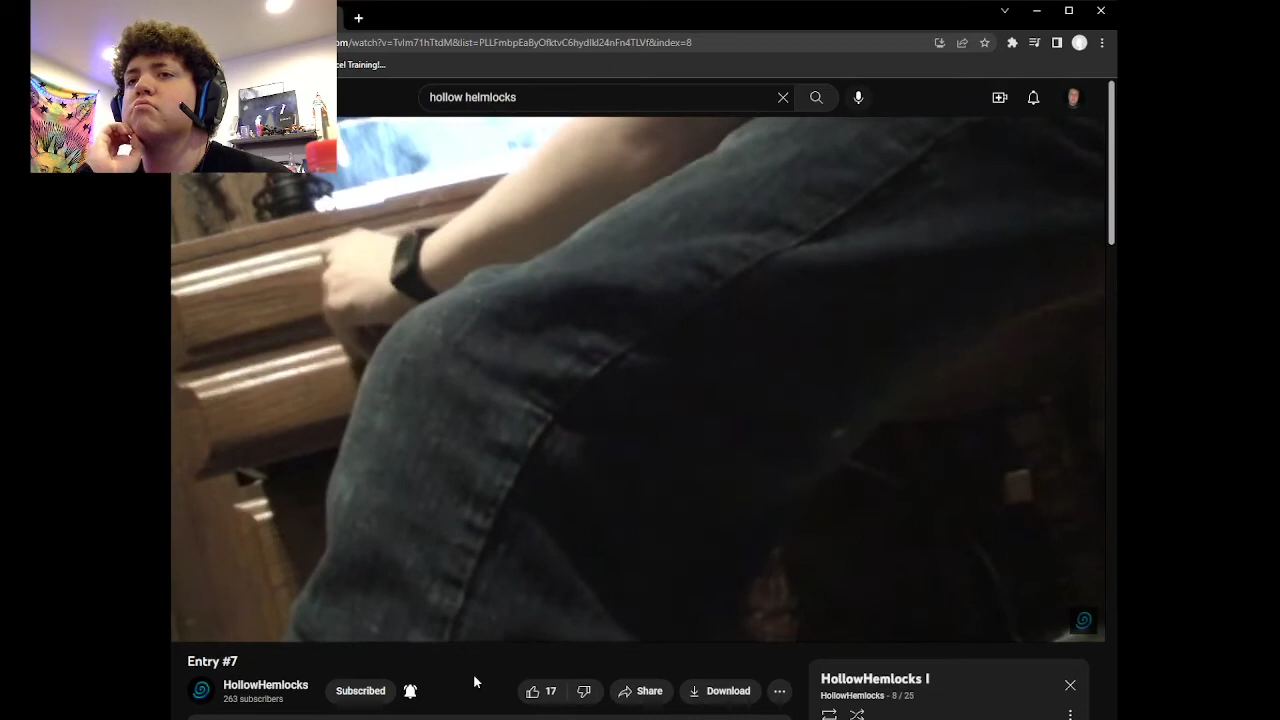 om/watch?v=Tvlm71hTtdM&list=PLLFmbpEaByOfktvC6hydlkl24nFn4TLVf&index=8
cel Training!...
hollow helmlocks
Entry #7
HollowHemlocks
263 subscribers
Subscribed
17
Share
Download
HollowHemlocks I
HollowHemlocks - 8 / 25